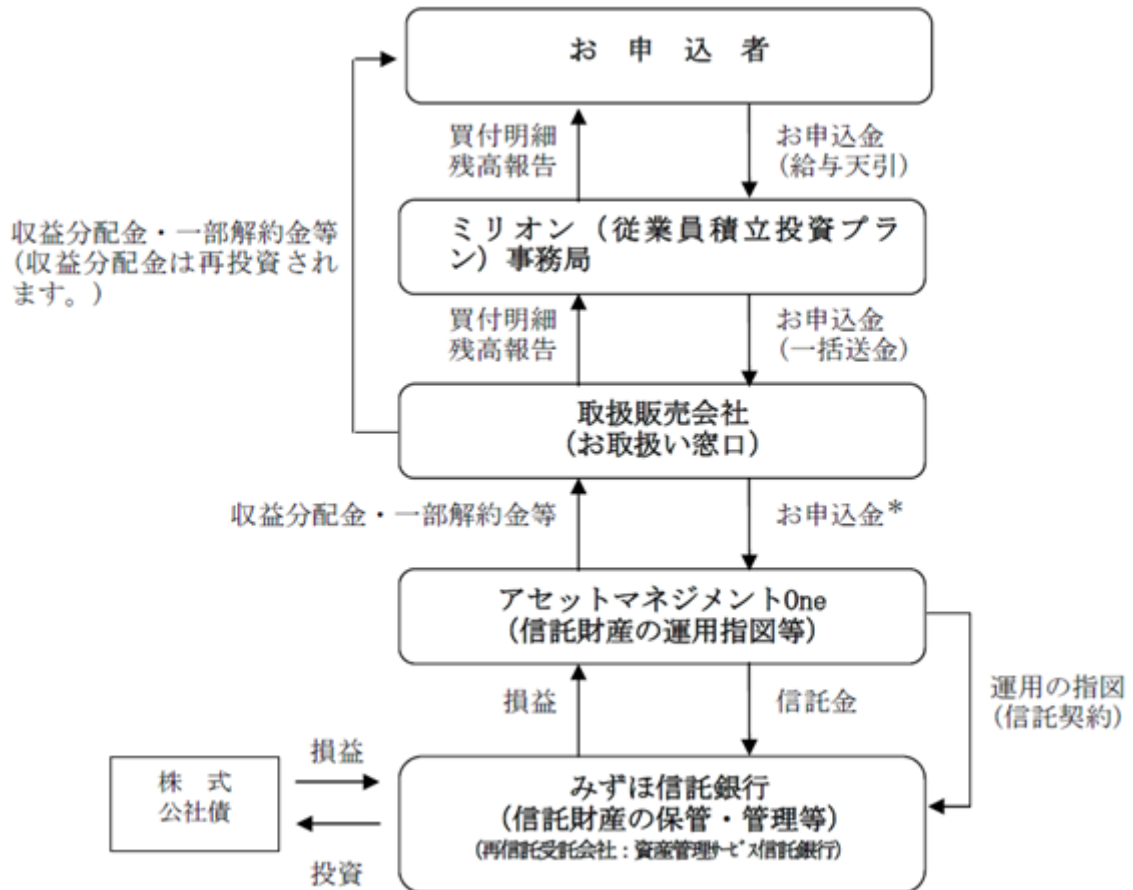 お 申 込 者
買付明細
残高報告
お申込金
(給与天引)
収益分配金・一部解約金等
(収益分配金は再投資され
ます。)
ミリオン（従業員積立投資プラ
ン）事務局
買付明細
残高報告
お申込金
(一括送金)
取扱販売会社
(お取扱い窓口)
収益分配金・一部解約金等
お申込金*
アセットマネジメントOne
(信託財産の運用指図等)
損益
信託金
運用の指図
(信託契約)
損益
株 式
公社債
投資
みずほ信託銀行
(信託財産の保管・管理等)
(再信託受託会社：資産管理ｻｰﾋﾞｽ信託銀行)